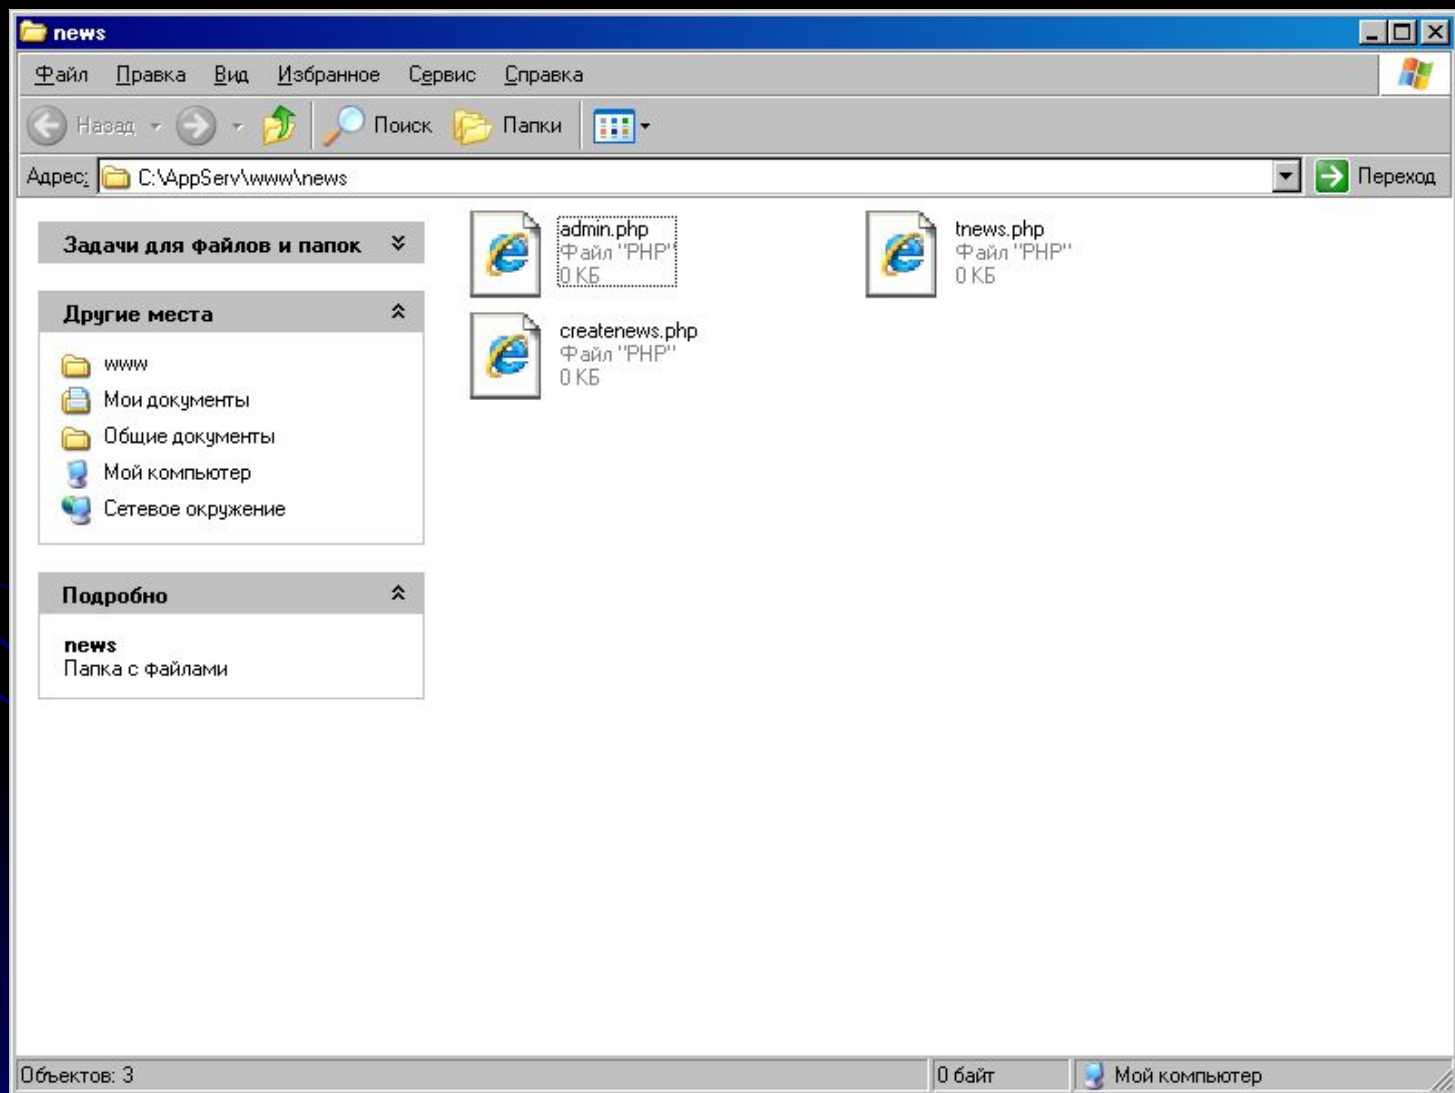 news
Файл Правка Вид Избранное Сервис Справка
Назад Поиск Папки
Адрес: C:\AppServ\www\news Переход
Задачи для файлов и папок
Другие места
www
Мои документы
Общие документы
Мой компьютер
Сетевое окружение
Подробно
news
Папка с файлами
admin.php
Файл "PHP"
0 КБ
tnews.php
Файл "PHP"
0 КБ
createnews.php
Файл "PHP"
0 КБ
Объектов: 3 0 байт Мой компьютер